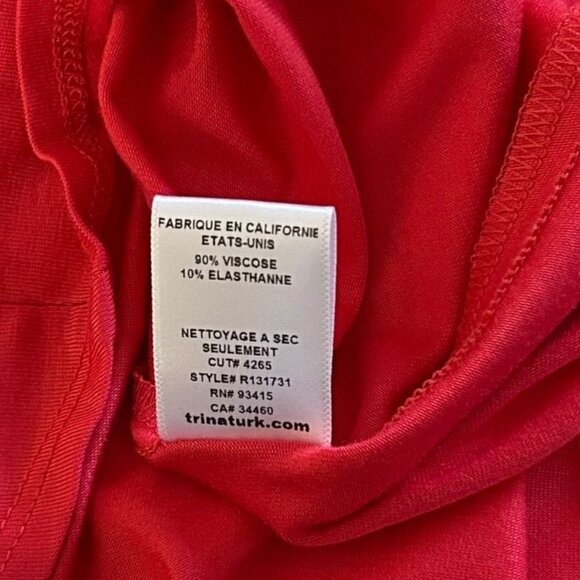 FABRIQUE EN CALIFORNIE
ETATS-UNIS
90% VISCOSE
10% ELASTHANNE
NETTOYAGE A SEC
SEULEMENT
CUT# 4265
STYLE# R131731
RN# 93415
CA# 34460
trinaturk.com